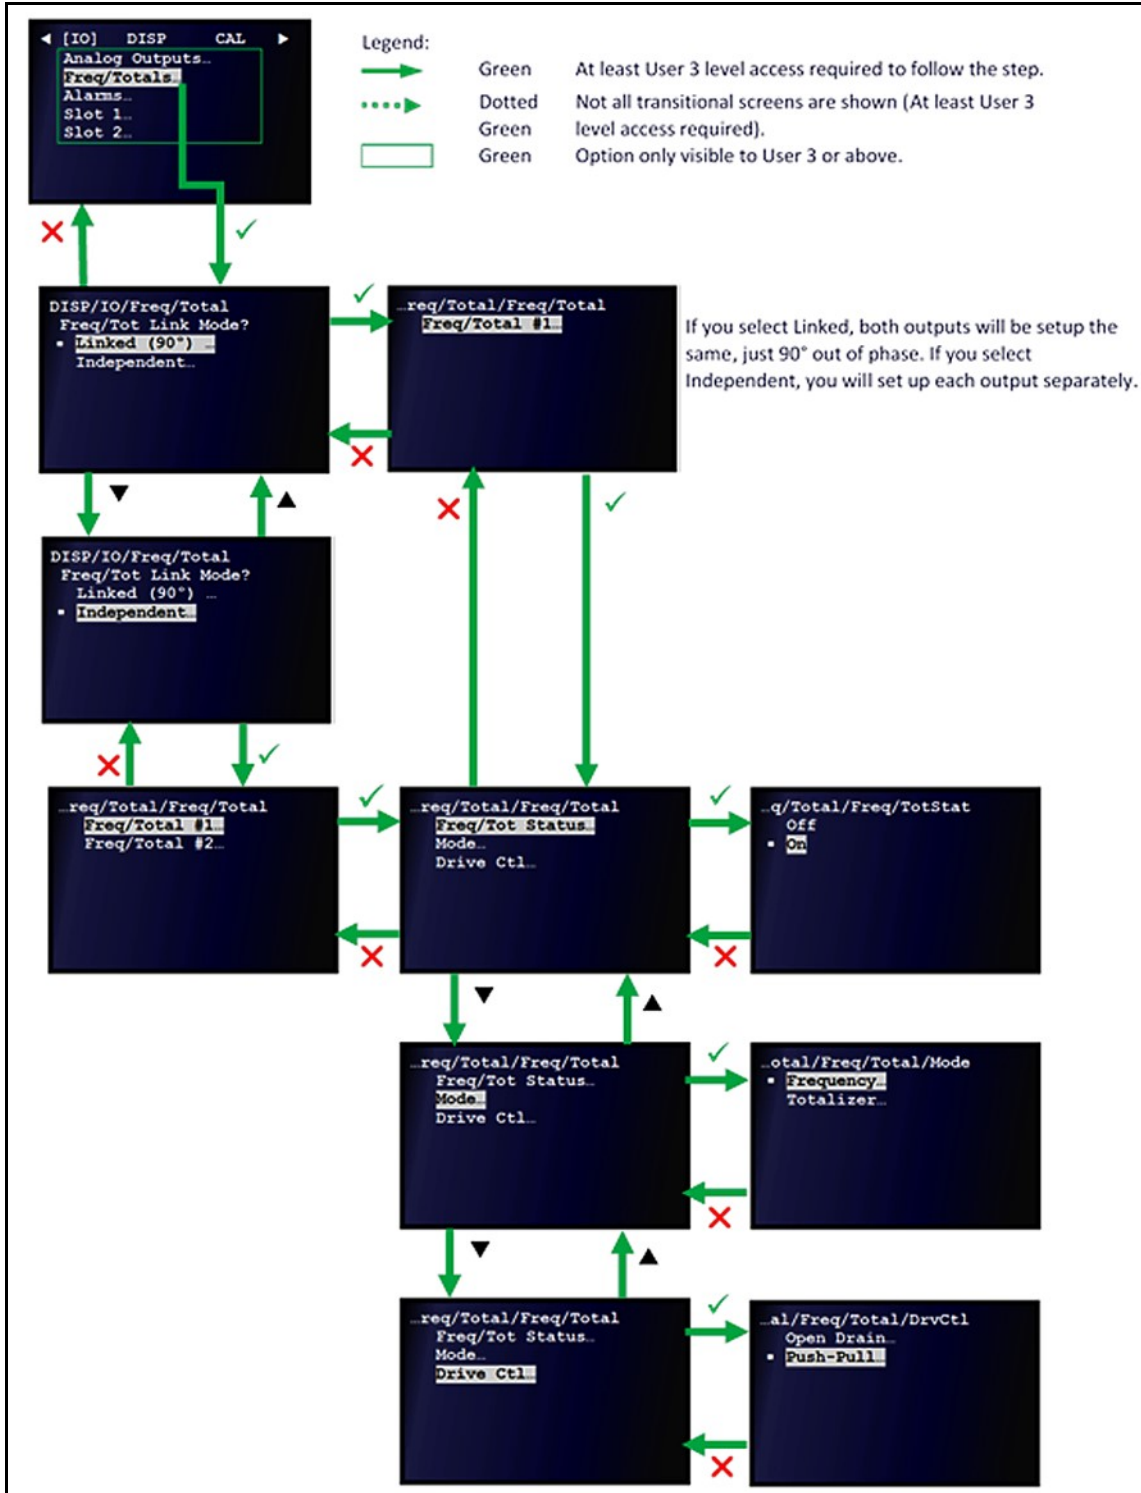 [IO] DISP CAL
Analog Outputs…
Freq/Totals…
Alarms…
Slot 1…
Slot 2…
Legend:
Green At least User 3 level access required to follow the step.
Dotted Not all transitional screens are shown (At least User 3
Green level access required).
Green Option only visible to User 3 or above.
DISP/IO/Freq/Total
Freq/Tot Link Mode?
Linked (90°) …
Independent…
…req/Total/Freq/Total
Freq/Total #1…
If you select Linked, both outputs will be setup the
same, just 90° out of phase. If you select
Independent, you will set up each output separately.
DISP/IO/Freq/Total
Freq/Tot Link Mode?
Linked (90°) …
Independent…
…req/Total/Freq/Total
Freq/Total #1…
Freq/Total #2…
…req/Total/Freq/Total
Freq/Tot Status…
Mode…
Drive Ctl…
…q/Total/Freq/TotStat
Off
On
…req/Total/Freq/Total
Freq/Tot Status…
Mode…
Drive Ctl…
…otal/Freq/Total/Mode
Frequency…
Totalizer…
…req/Total/Freq/Total
Freq/Tot Status…
Mode…
Drive Ctl…
…al/Freq/Total/DrvCtl
Open Drain…
Push-Pull…